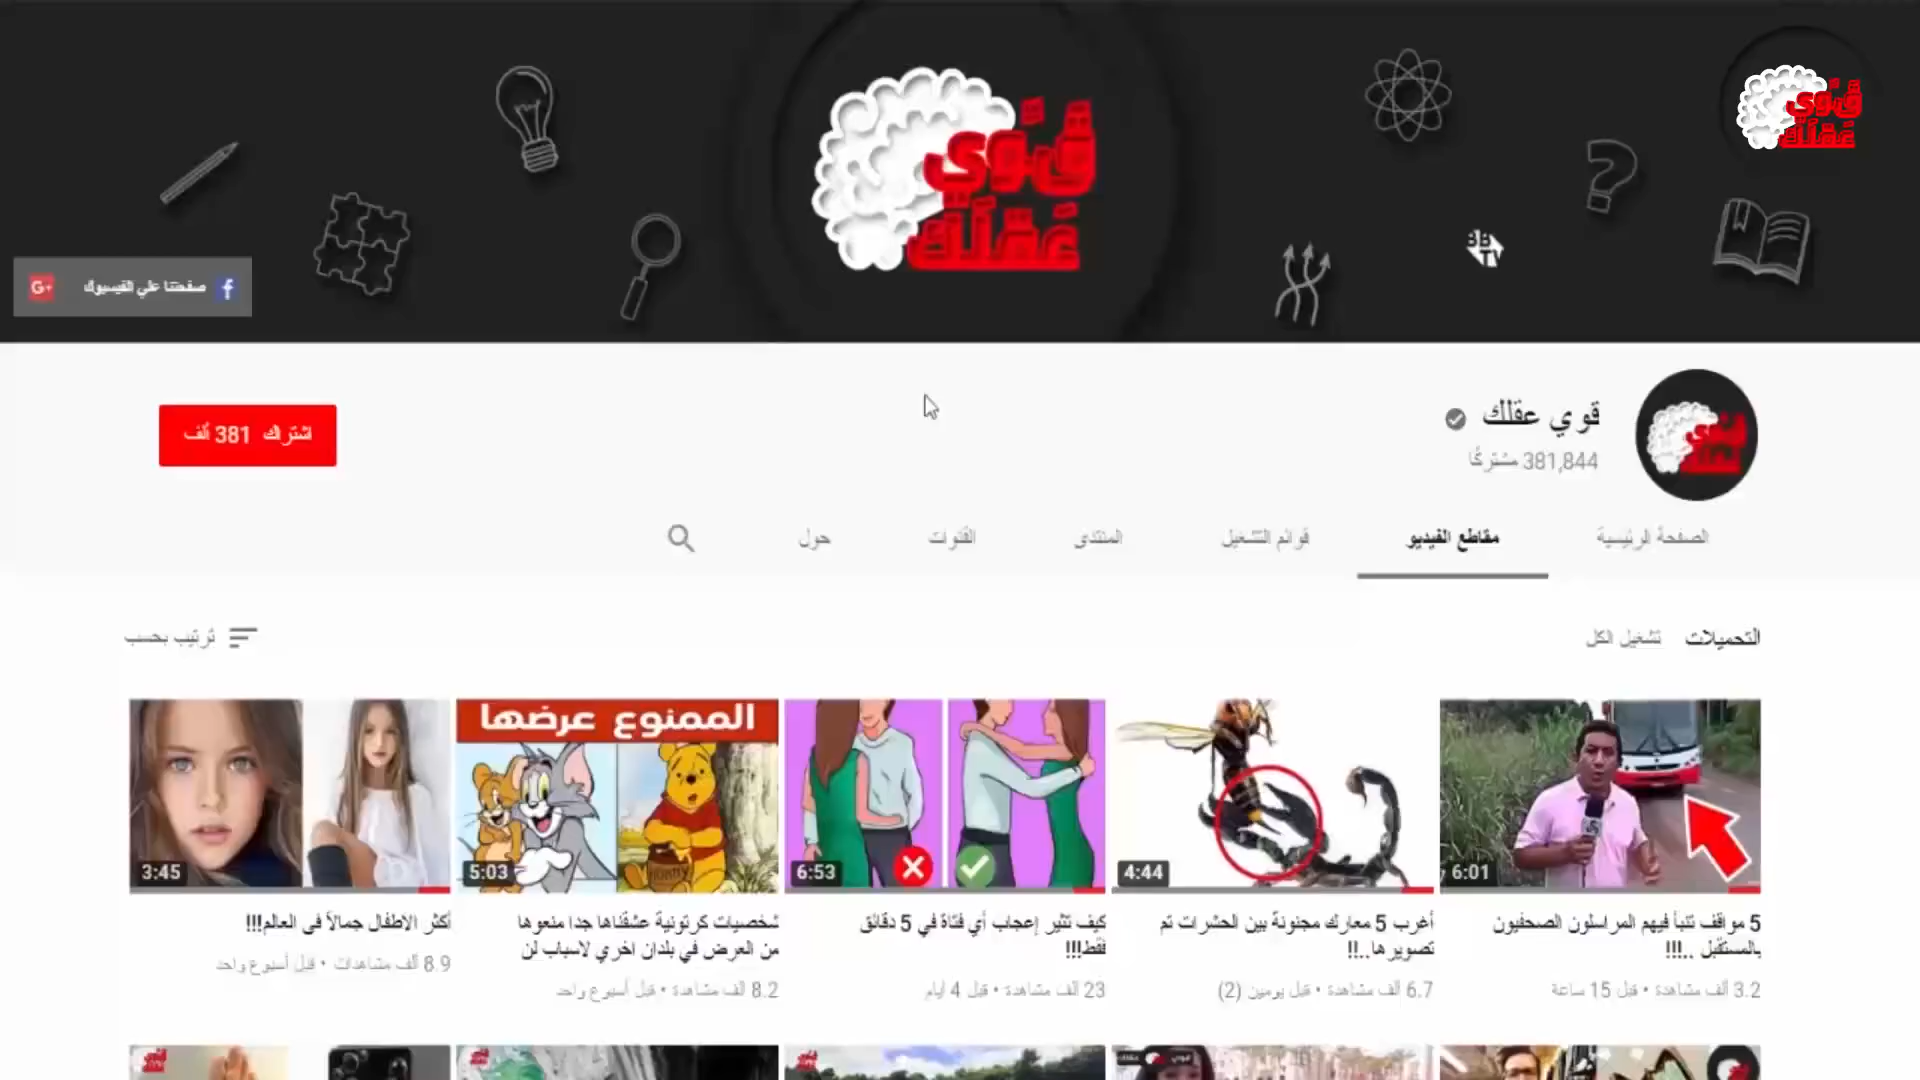 قَوّي
عَقلَك
قَوّي
عَقلَك
BB
TV
صفحتنا علي الفيسبوك
G+
قوي عقلك
381,844 مشتركًا
اشتراك 381 ألف
الصفحة الرئيسية
مقاطع الفيديو
قوائم التشغيل
المنتدى
القنوات
حول
التحميلات
تشغيل الكل
ترتيب بحسب
6:01
5 مواقف تنبأ فيهم المراسلون الصحفيون
بالمستقبل ..!!!
3.2 ألف مشاهدة • قبل 15 ساعة
4:44
أغرب 5 معارك مجنونة بين الحشرات تم
تصويرها..!!
6.7 ألف مشاهدة • قبل يومين (2)
6:53
كيف تثير إعجاب أي فتاة في 5 دقائق
فقط!!!
23 ألف مشاهدة • قبل 4 أيام
الممنوع عرضها
5:03
شخصيات كرتونية عشقناها جدا منعوها
من العرض في بلدان اخري لاسباب لن
8.2 ألف مشاهدة • قبل أسبوع واحد
3:45
أكثر الاطفال جمالاً فى العالم!!!
8.9 ألف مشاهدات • قبل أسبوع واحد